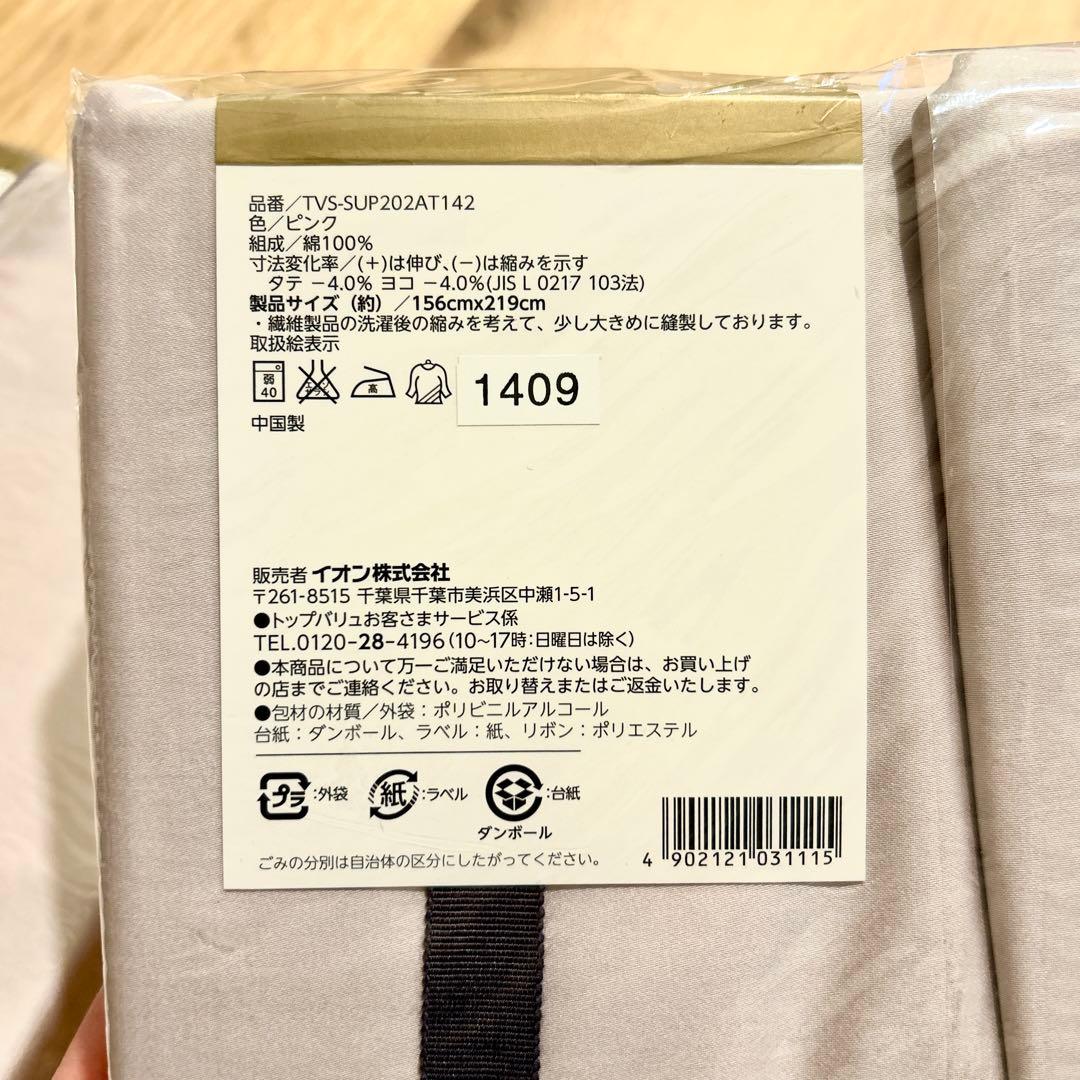 品番／TVS-SUP202AT142
色／ピンク
組成／綿100%
寸法変化率／(＋)は伸び、(－)は縮みを示す
タテ －4.0% ヨコ －4.0%(JIS L 0217 103法)
製品サイズ（約）／156cmx219cm
・繊維製品の洗濯後の縮みを考えて、少し大きめに縫製しております。
取扱絵表示
弱 40 エンソサラシ 高 1409
中国製
販売者 イオン株式会社
〒261-8515 千葉県千葉市美浜区中瀬1-5-1
●トップバリュお客さまサービス係
TEL.0120-28-4196(10～17時：日曜日は除く)
●本商品について万一ご満足いただけない場合は、お買い上げ
の店までご連絡ください。お取り替えまたはご返金いたします。
●包材の材質／外袋：ポリビニルアルコール
台紙：ダンボール、ラベル：紙、リボン：ポリエステル
プラ：外袋 紙：ラベル ：台紙
ダンボール
ごみの分別は自治体の区分にしたがってください。
4 902121 031115